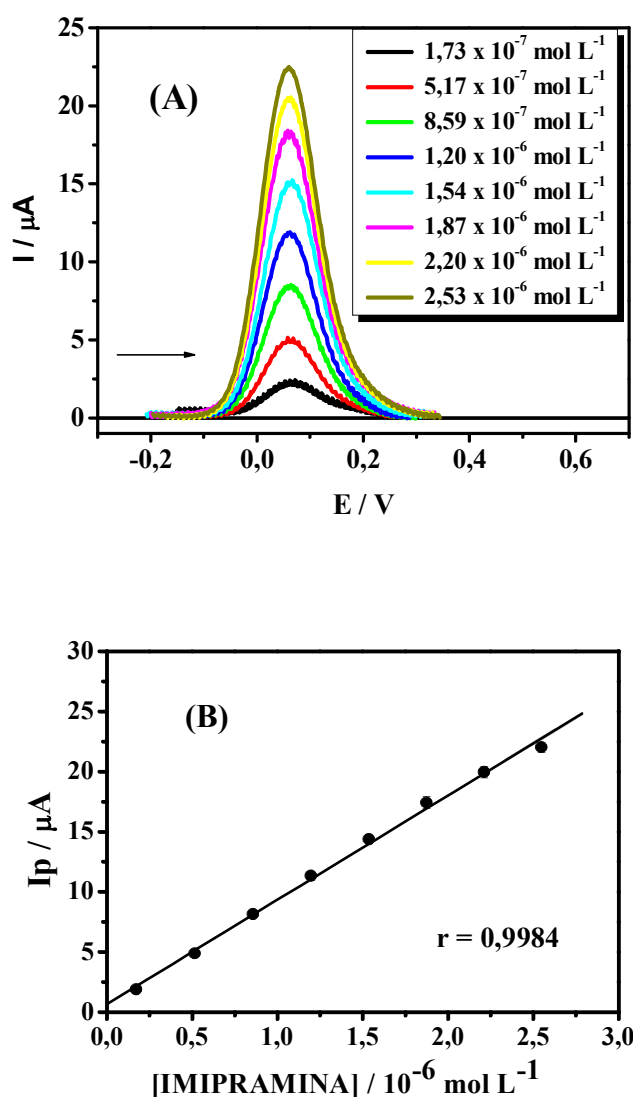 25
20
15
10
5
0
I / μA
(A)
1,73 x 10⁻⁷ mol L⁻¹
5,17 x 10⁻⁷ mol L⁻¹
8,59 x 10⁻⁷ mol L⁻¹
1,20 x 10⁻⁶ mol L⁻¹
1,54 x 10⁻⁶ mol L⁻¹
1,87 x 10⁻⁶ mol L⁻¹
2,20 x 10⁻⁶ mol L⁻¹
2,53 x 10⁻⁶ mol L⁻¹
-0,2 0,0 0,2 0,4 0,6
E / V
30
25
20
15
10
5
0
Ip / μA
(B)
r = 0,9984
0,0 0,5 1,0 1,5 2,0 2,5 3,0
[IMIPRAMINA] / 10⁻⁶ mol L⁻¹